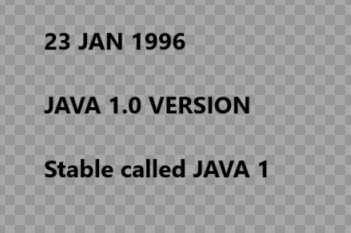 23 JAN 1996
JAVA 1.0 VERSION
Stable called JAVA 1